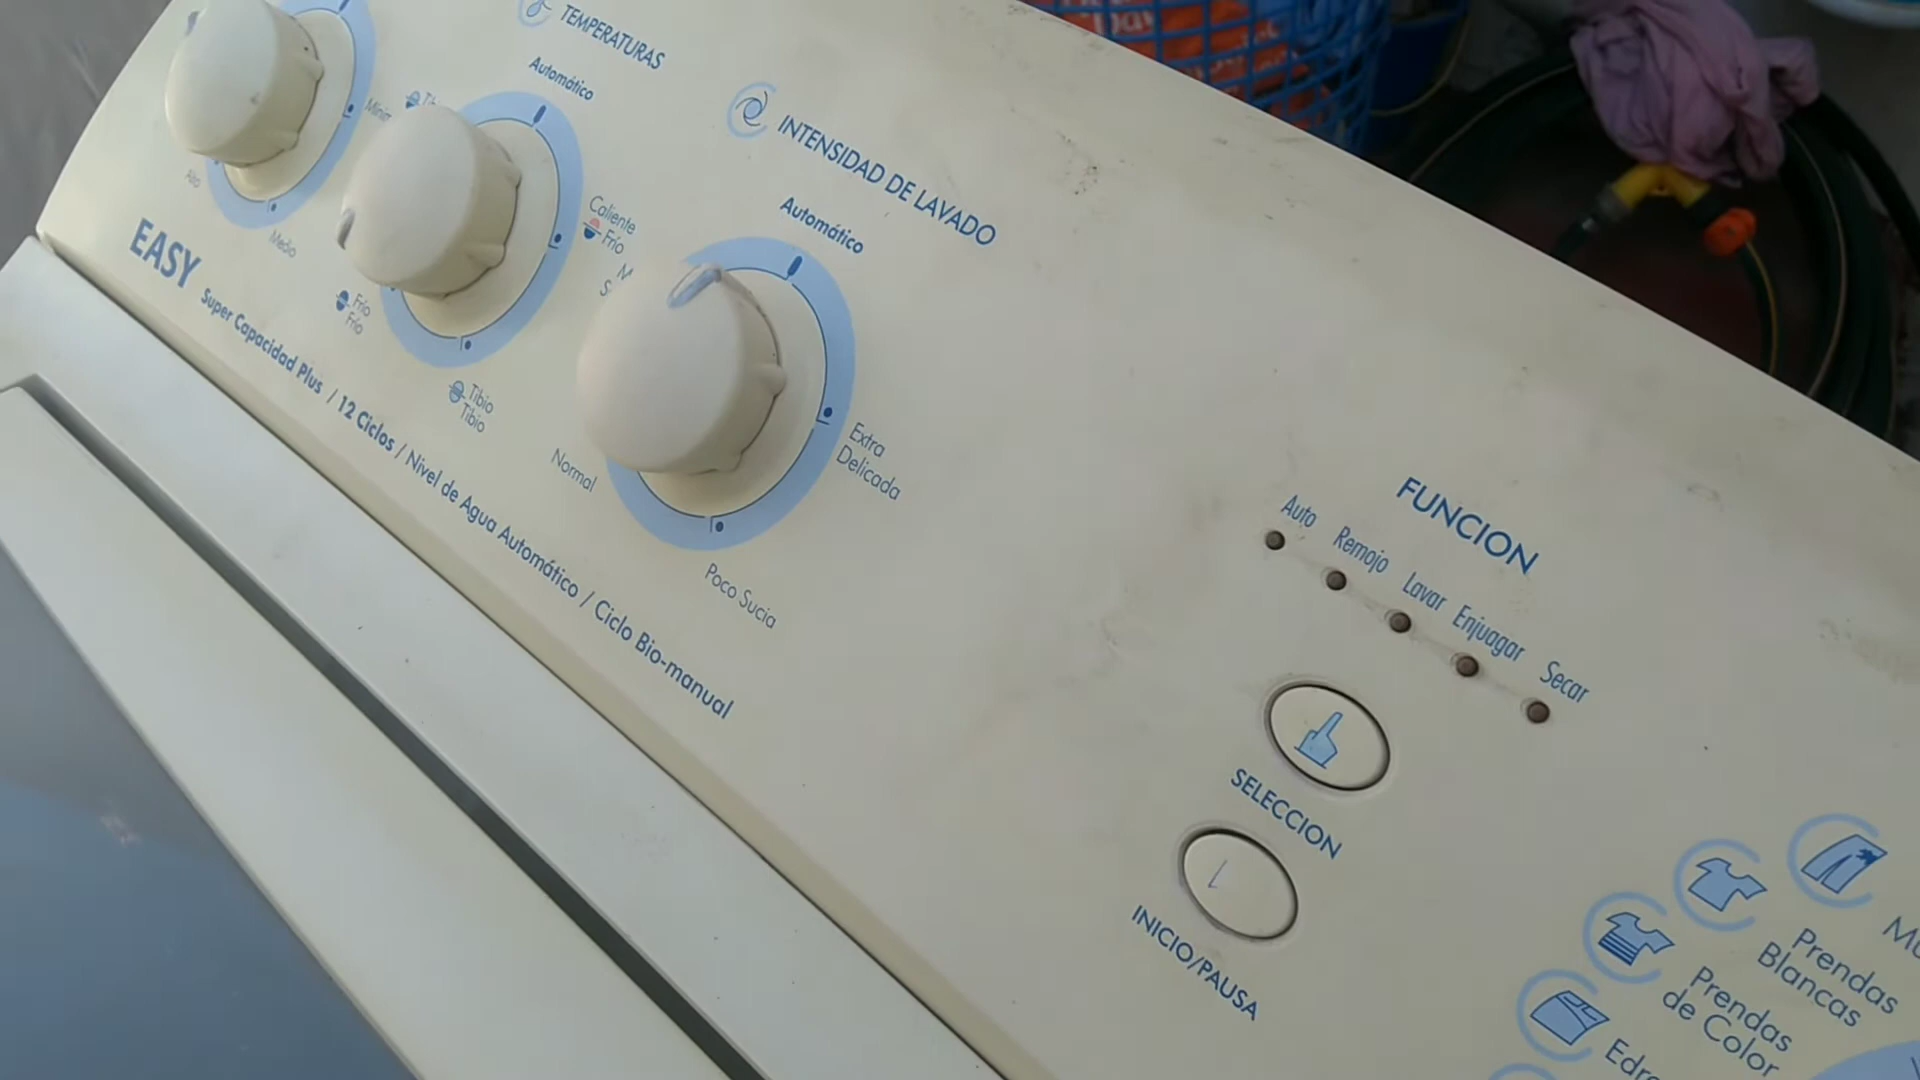 TEMPERATURAS
Automático
Caliente
Frío
Frío
Frío
Tibio
Tibio
Medio
EASY
Super Capacidad Plus / 12 Ciclos / Nivel de Agua Automático / Ciclo Bio-manual
INTENSIDAD DE LAVADO
Automático
Extra
Delicada
Poco Sucia
Normal
FUNCION
Auto
Remojo
Lavar
Enjuagar
Secar
SELECCION
INICIO/PAUSA
Prendas
Blancas
Prendas
de Color